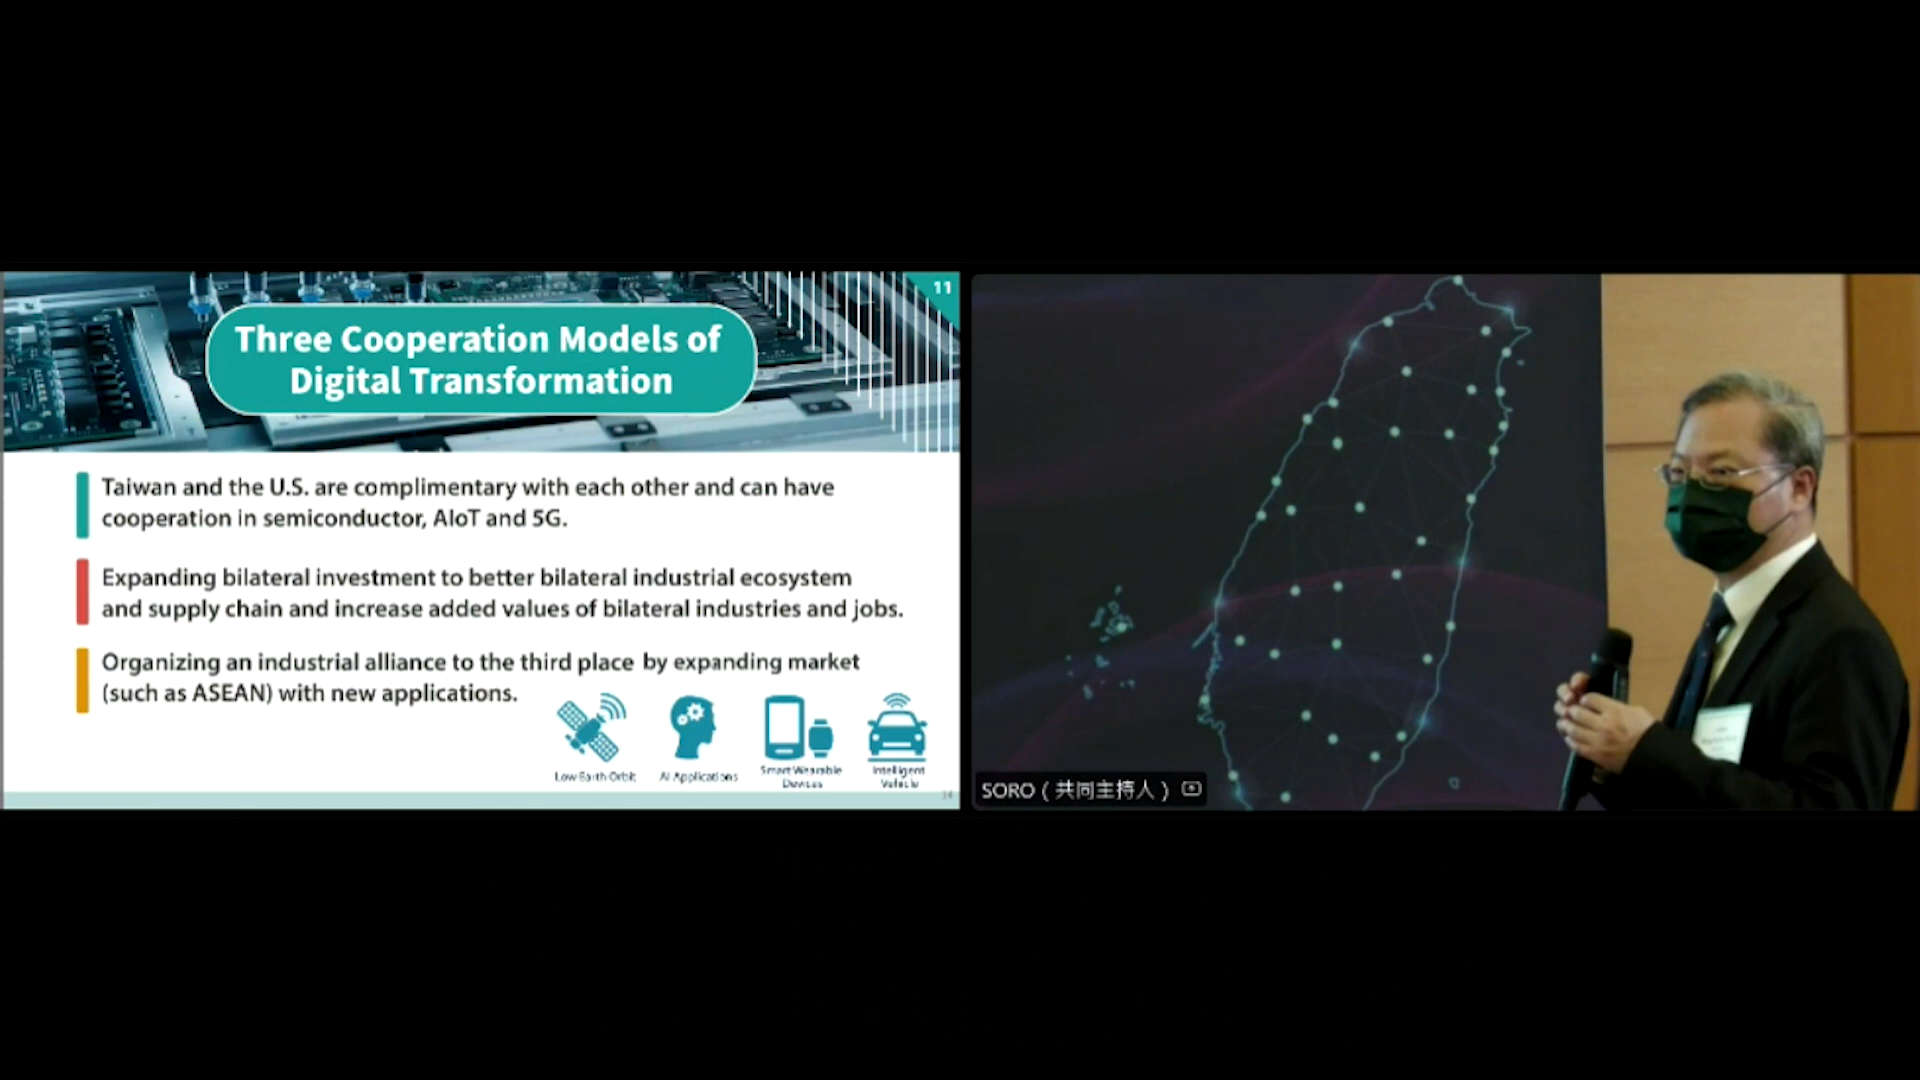 11
Three Cooperation Models of
Digital Transformation
Taiwan and the U.S. are complimentary with each other and can have
cooperation in semiconductor, AIoT and 5G.
Expanding bilateral investment to better bilateral industrial ecosystem
and supply chain and increase added values of bilateral industries and jobs.
Organizing an industrial alliance to the third place by expanding market
(such as ASEAN) with new applications.
Low Earth Orbit
AI Applications
Smart Wearable
Devices
Intelligent
Vehicle
14
SORO ( 共同主持人 )